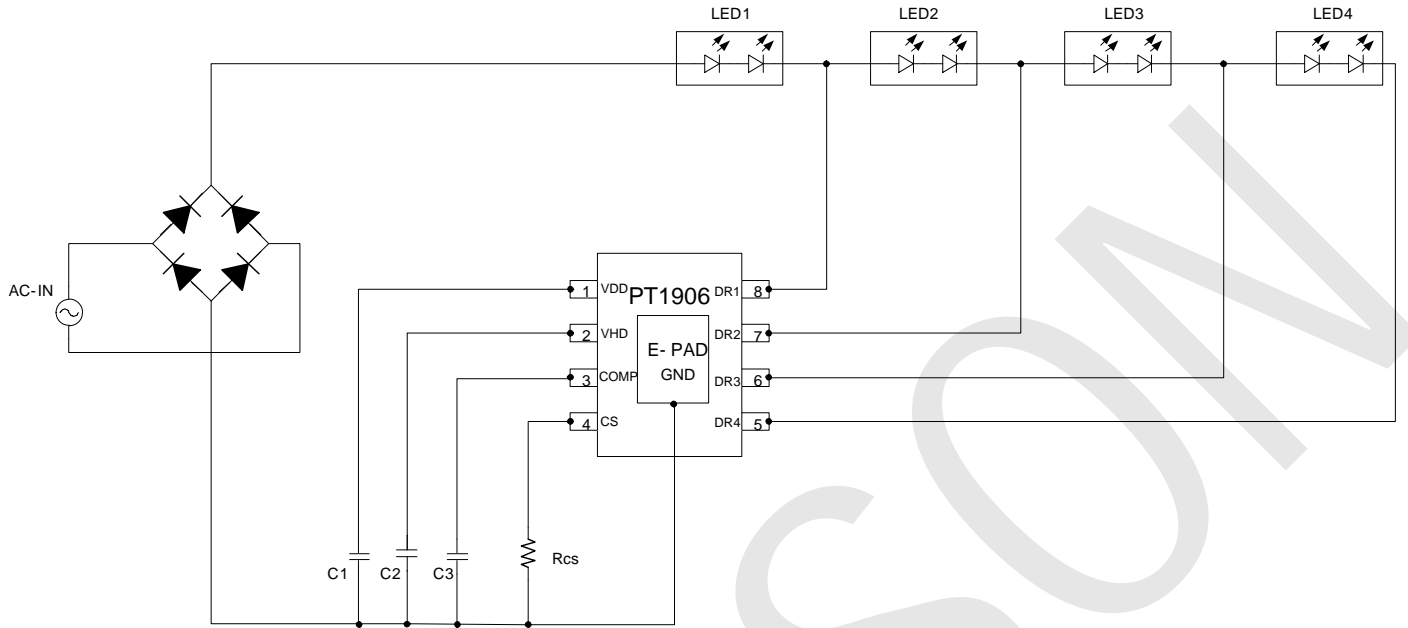 LED1 LED2 LED3 LED4
AC-IN
PT1906
1 VDD DR1 8
2 VHD DR2 7
E- PAD
GND
3 COMP DR3 6
4 CS DR4 5
C1 C2 C3 Rcs
SON